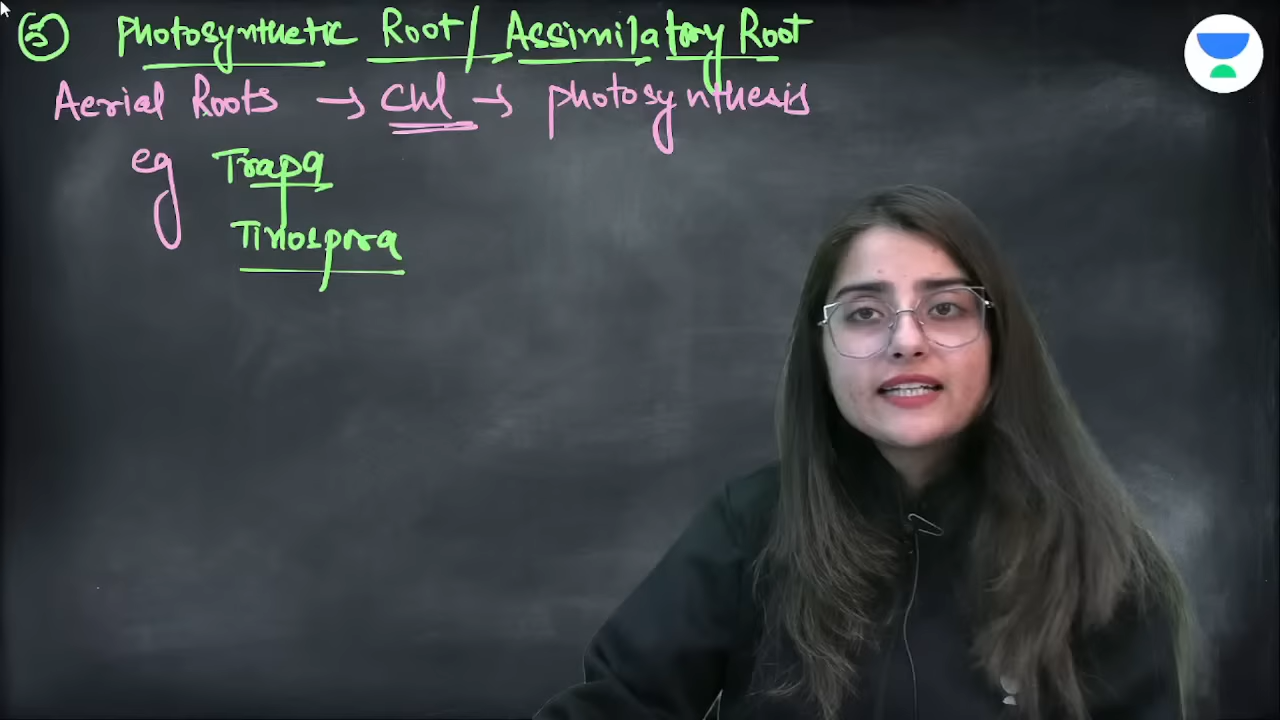 5 Photosynthetic Root / Assimilatory Root
Aerial Roots → Chl → photosynthesis
eg Trapa
Tinospora